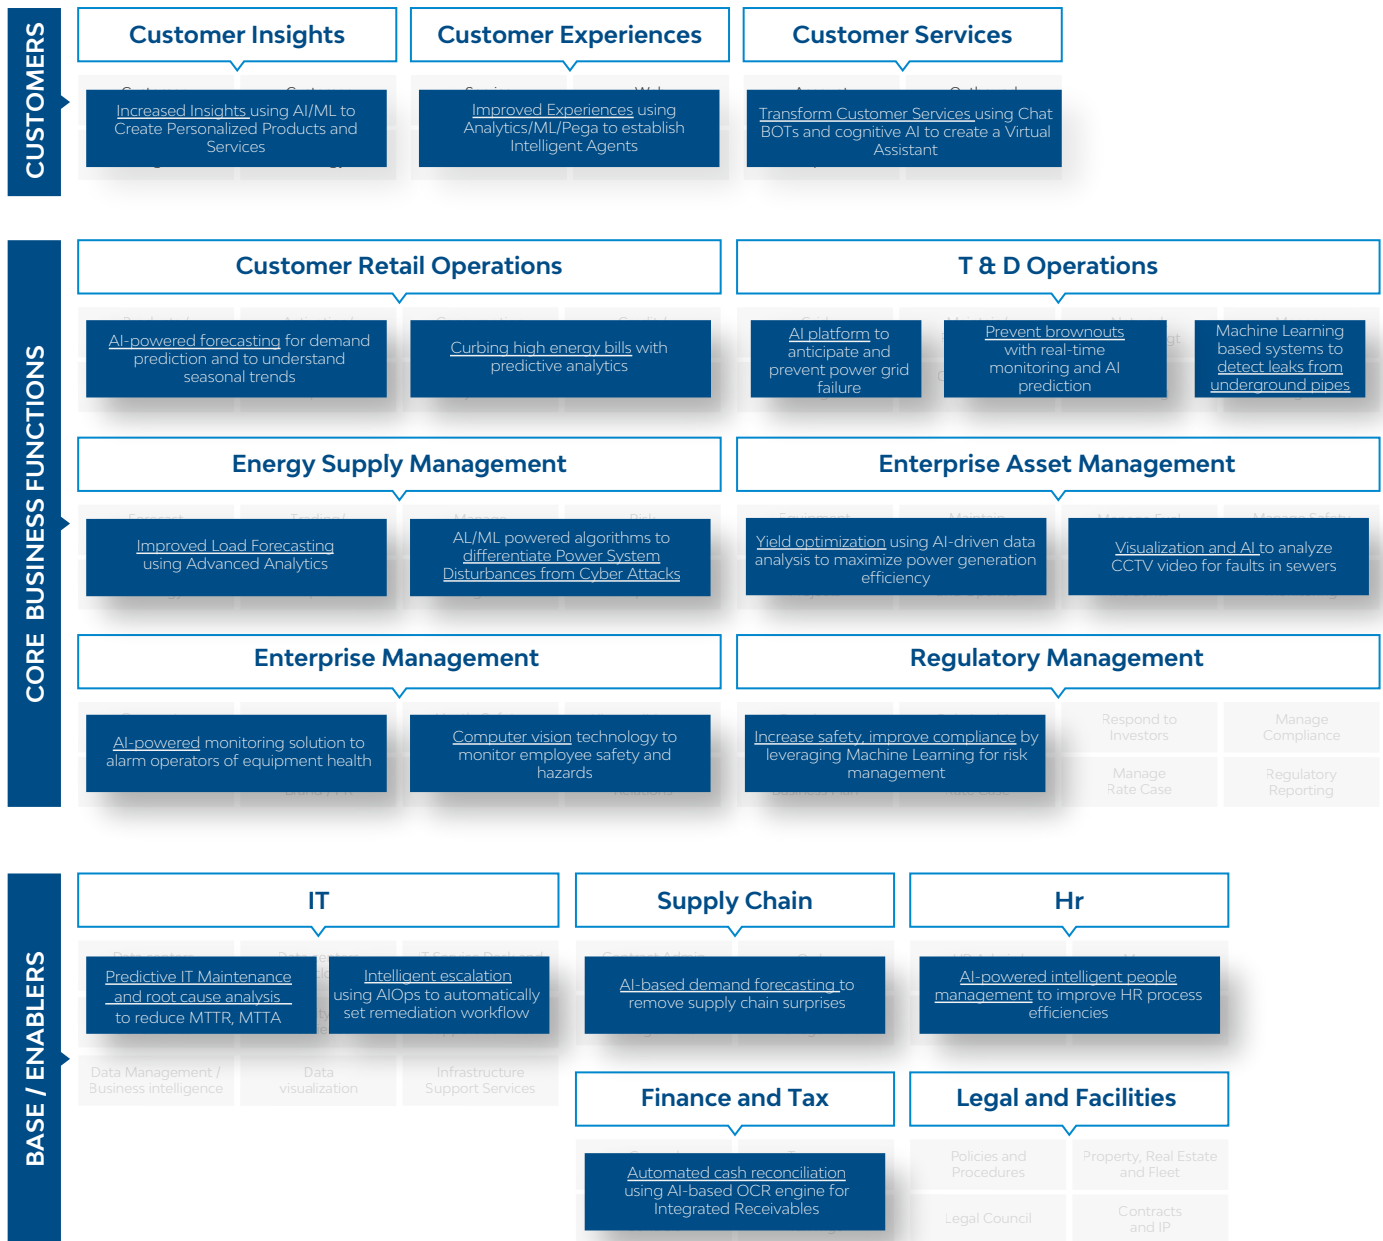 CUSTOMERS
Customer Insights
Increased Insights using AI/ML to
Create Personalized Products and
Services
Customer Experiences
Improved Experiences using
Analytics/ML/Pega to establish
Intelligent Agents
Customer Services
Transform Customer Services using Chat
BOTs and cognitive AI to create a Virtual
Assistant
CORE BUSINESS FUNCTIONS
Customer Retail Operations
AI-powered forecasting for demand
prediction and to understand
seasonal trends
Curbing high energy bills with
predictive analytics
T & D Operations
AI platform to
anticipate and
prevent power grid
failure
Prevent brownouts
with real-time
monitoring and AI
prediction
Machine Learning
based systems to
detect leaks from
underground pipes
Energy Supply Management
Improved Load Forecasting
using Advanced Analytics
AL/ML powered algorithms to
differentiate Power System
Disturbances from Cyber Attacks
Enterprise Asset Management
Yield optimization using AI-driven data
analysis to maximize power generation
efficiency
Visualization and AI to analyze
CCTV video for faults in sewers
Enterprise Management
AI-powered monitoring solution to
alarm operators of equipment health
Computer vision technology to
monitor employee safety and
hazards
Regulatory Management
Increase safety, improve compliance by
leveraging Machine Learning for risk
management
Respond to
Investors
Manage
Compliance
Manage
Rate Case
Regulatory
Reporting
BASE / ENABLERS
IT
Predictive IT Maintenance
and root cause analysis
to reduce MTTR, MTTA
Intelligent escalation
using AIOps to automatically
set remediation workflow
Data Management /
Business intelligence
Data
visualization
Infrastructure
Support Services
Supply Chain
AI-based demand forecasting to
remove supply chain surprises
Hr
AI-powered intelligent people
management to improve HR process
efficiencies
Finance and Tax
Automated cash reconciliation
using AI-based OCR engine for
Integrated Receivables
Legal and Facilities
Policies and
Procedures
Property, Real Estate
and Fleet
Legal Council
Contracts
and IP